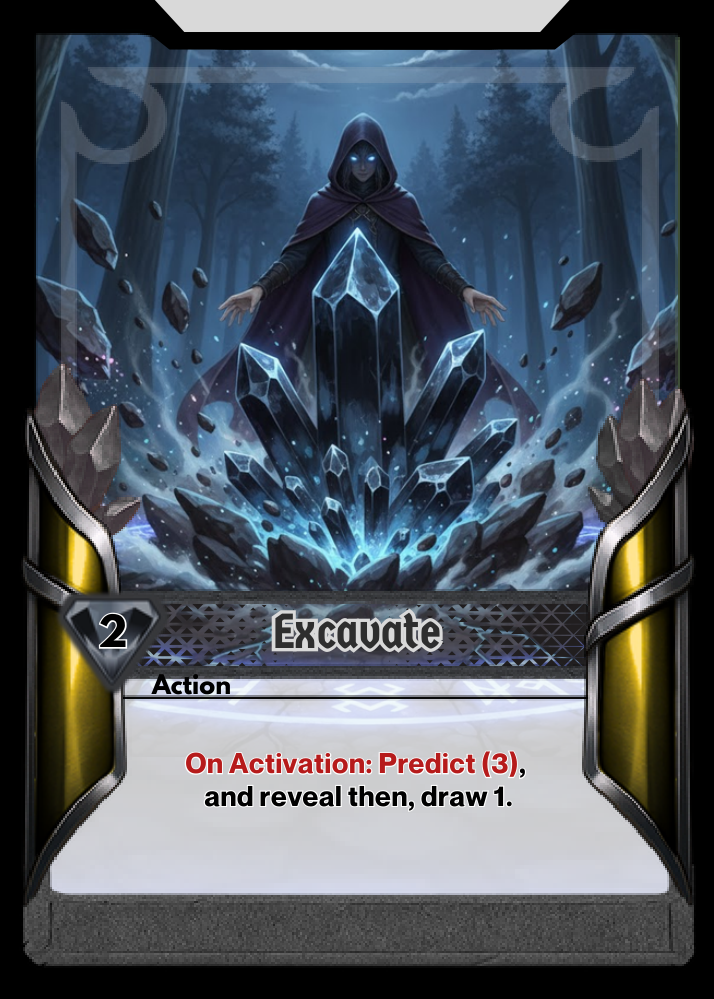 2
Excavate
Action
On Activation: Predict (3),
and reveal then, draw 1.